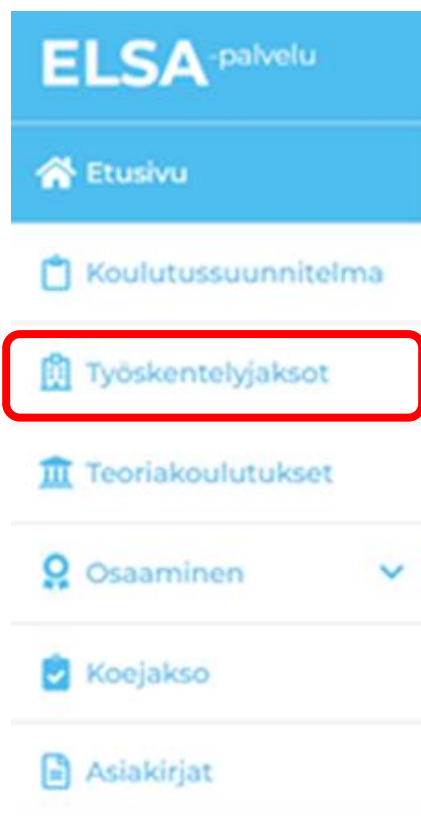 ELSA-palvelu
Etusivu
Koulutussuunnitelma
Työskentelyjaksot
Teoriakoulutukset
Osaaminen
Koejakso
Asiakirjat